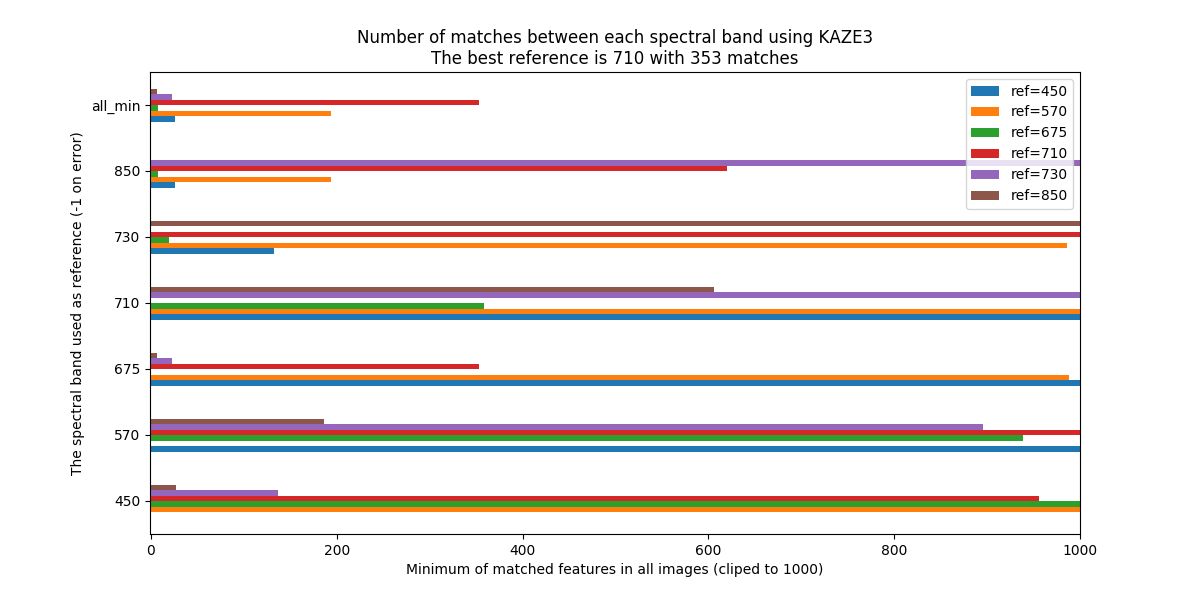 Number of matches between each spectral band using KAZE3
The best reference is 710 with 353 matches
The spectral band used as reference (-1 on error)
all_min
850
730
710
675
570
450
ref=450
ref=570
ref=675
ref=710
ref=730
ref=850
0 200 400 600 800 1000
Minimum of matched features in all images (cliped to 1000)